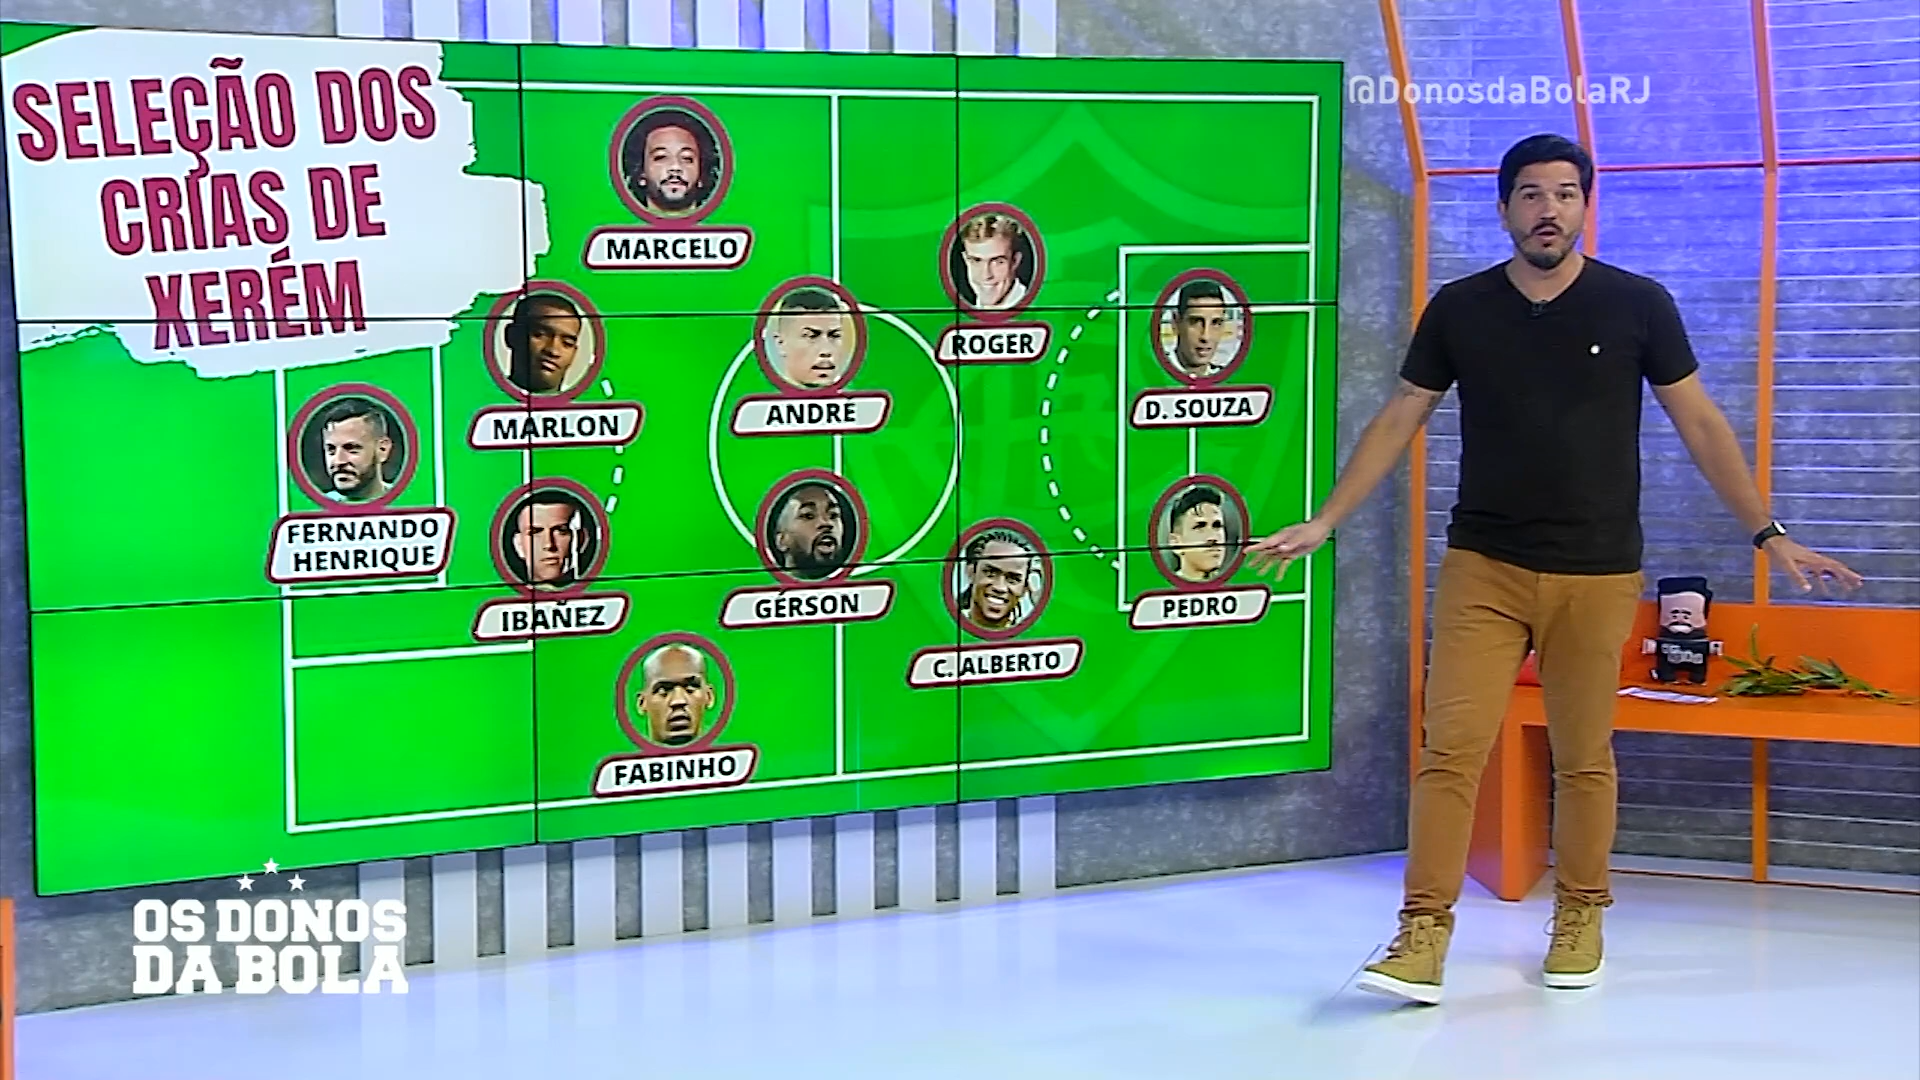 SELEÇÃO DOS
CRIAS DE
XERÉM
@DonosdaBolaRJ
MARCELO
ROGER
MARLON
ANDRÉ
D. SOUZA
FERNANDO
HENRIQUE
IBAÑEZ
GÉRSON
PEDRO
C. ALBERTO
FABINHO
OS DONOS
DA BOLA